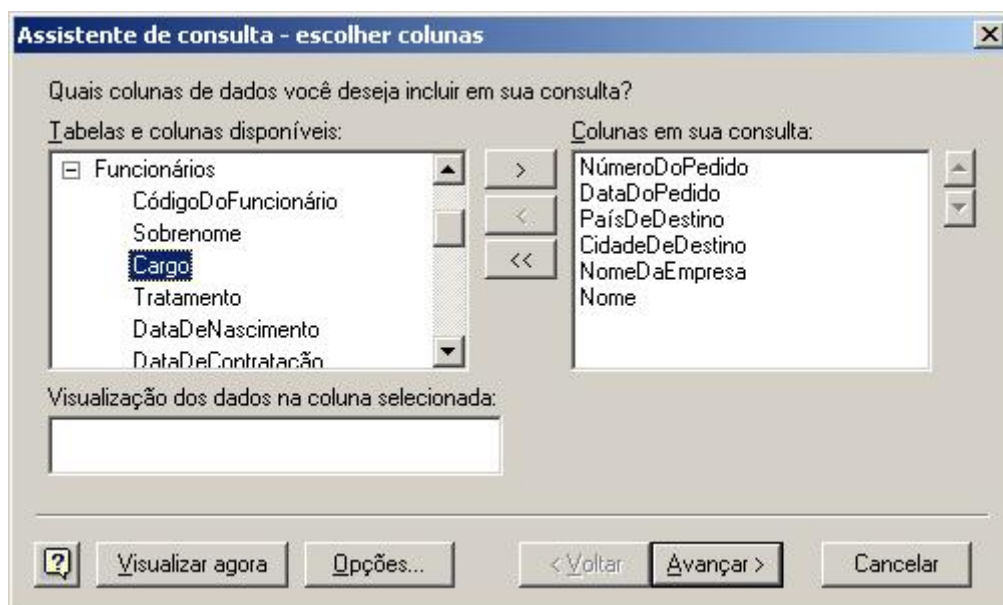 Assistente de consulta - escolher colunas
Quais colunas de dados você deseja incluir em sua consulta?
Tabelas e colunas disponíveis:
Funcionários
CódigoDoFuncionário
Sobrenome
Cargo
Tratamento
DataDeNascimento
DataDeContratação
>
<
<<
Colunas em sua consulta:
NúmeroDoPedido
DataDoPedido
PaísDeDestino
CidadeDeDestino
NomeDaEmpresa
Nome
Visualização dos dados na coluna selecionada:
Visualizar agora
Opções...
< Voltar
Avançar >
Cancelar